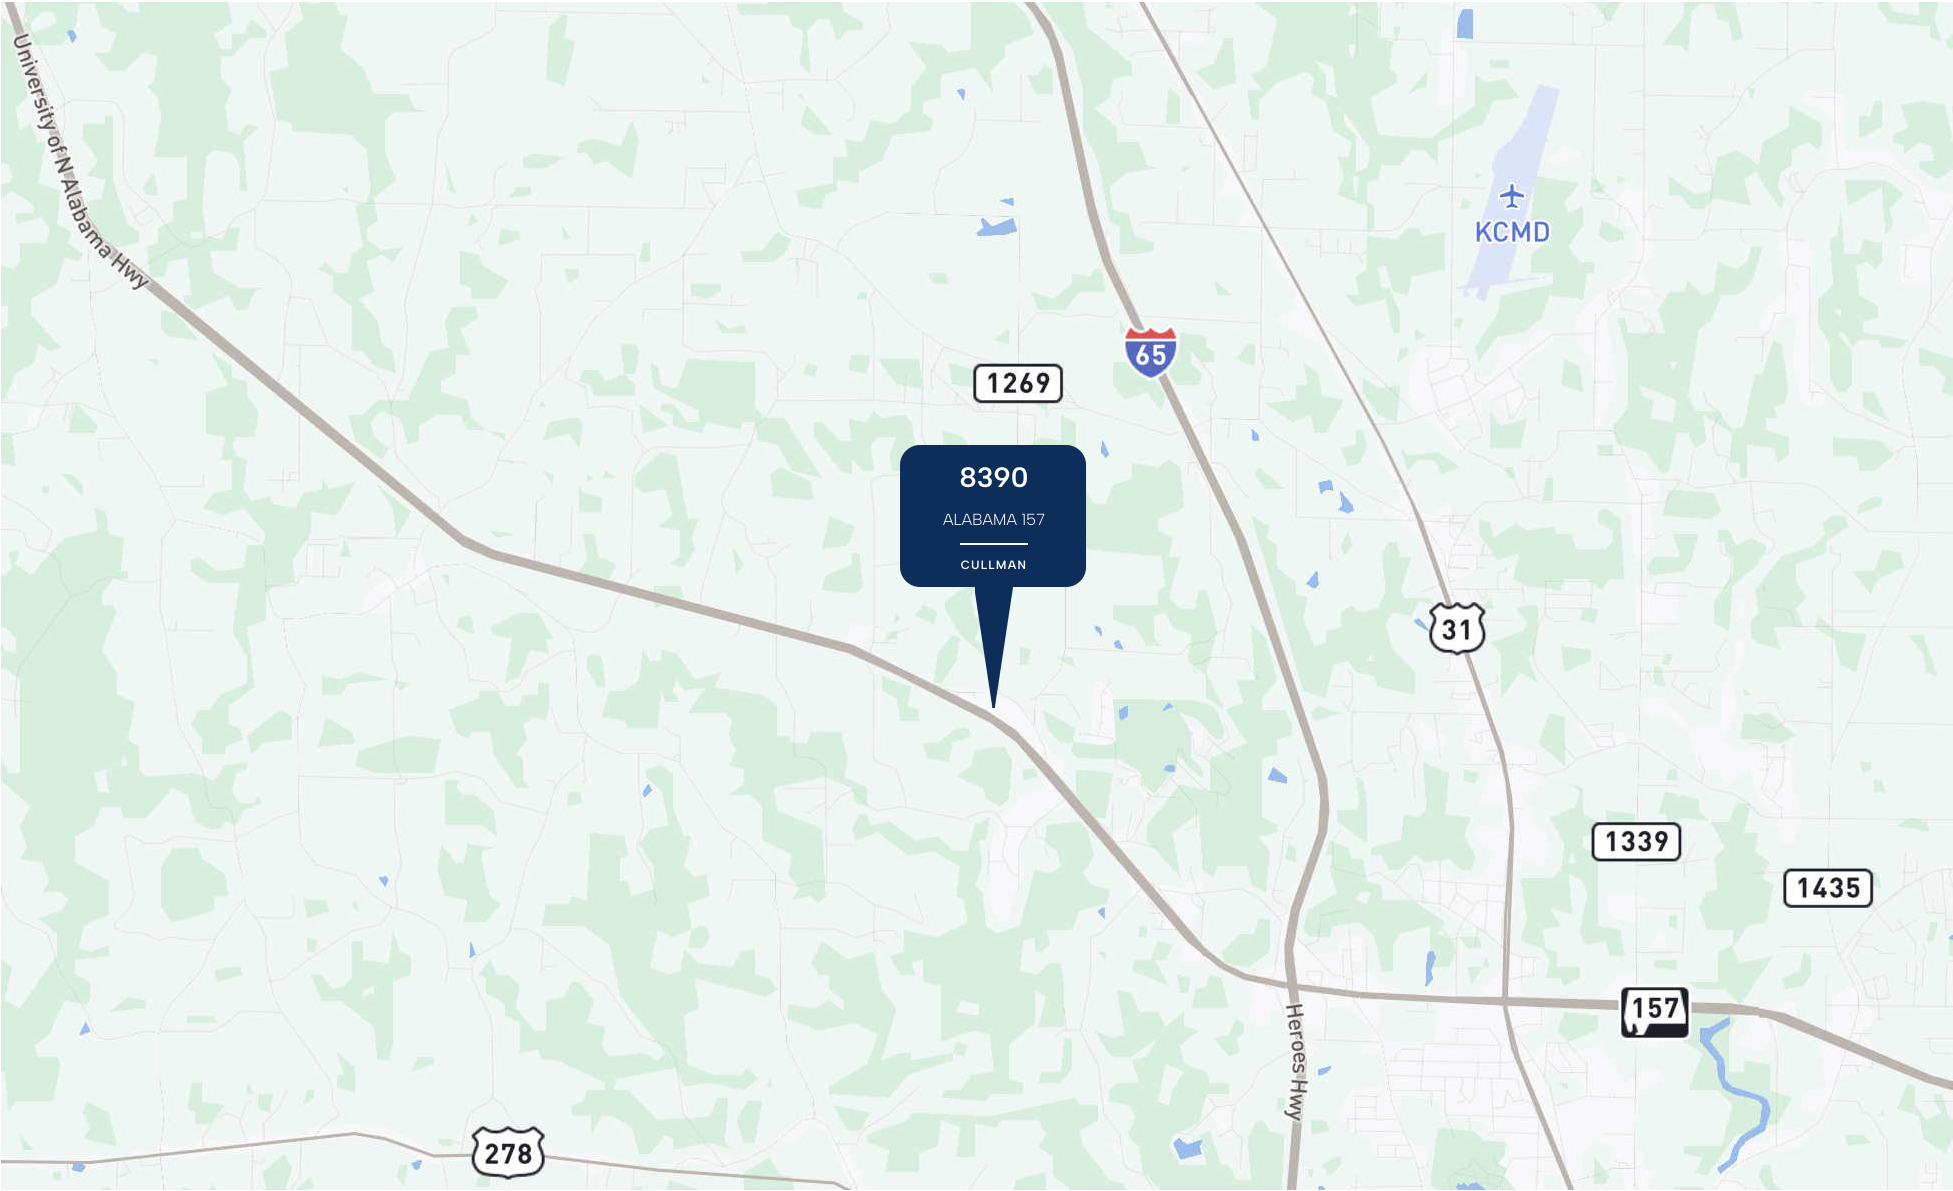 University of N Alabama Hwy
KCMD
65
1269
8390
ALABAMA 157
CULLMAN
31
1339
1435
157
Heroes Hwy
278